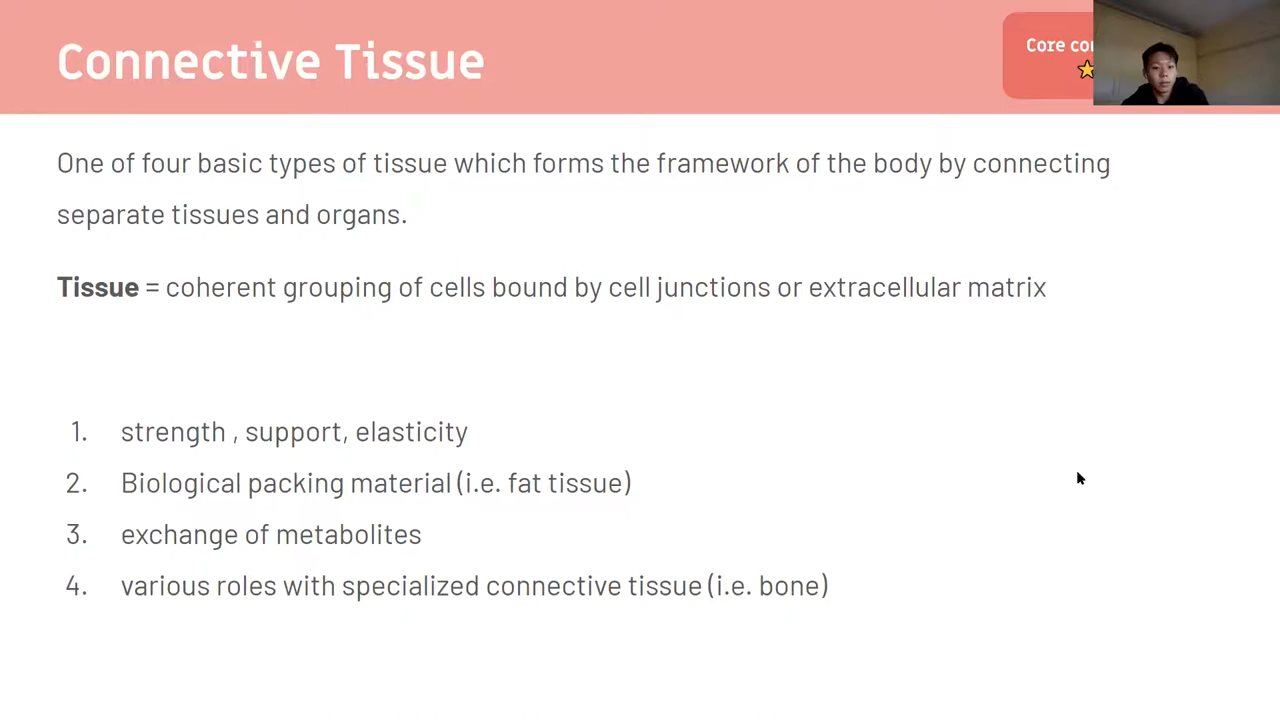 Connective Tissue
Core
One of four basic types of tissue which forms the framework of the body by connecting
separate tissues and organs.
Tissue = coherent grouping of cells bound by cell junctions or extracellular matrix
1. strength , support, elasticity
2. Biological packing material (i.e. fat tissue)
3. exchange of metabolites
4. various roles with specialized connective tissue (i.e. bone)